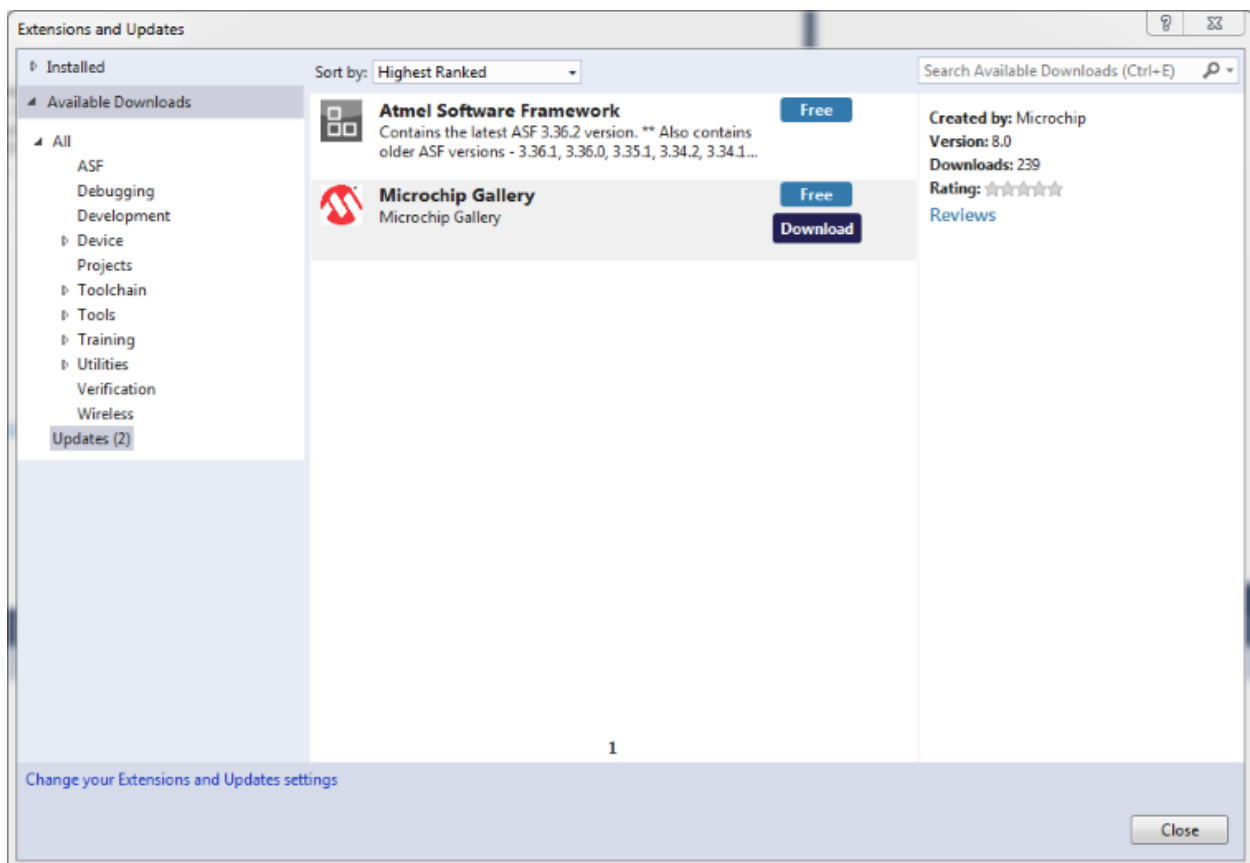 Extensions and Updates
Installed
Available Downloads
All
ASF
Debugging
Development
Device
Projects
Toolchain
Tools
Training
Utilities
Verification
Wireless
Updates (2)
Sort by: Highest Ranked
Atmel Software Framework
Free
Contains the latest ASF 3.36.2 version. ** Also contains
older ASF versions - 3.36.1, 3.36.0, 3.35.1, 3.34.2, 3.34.1...
Microchip Gallery
Free
Microchip Gallery
Download
1
Search Available Downloads (Ctrl+E)
Created by: Microchip
Version: 8.0
Downloads: 239
Rating:
Reviews
Change your Extensions and Updates settings
Close